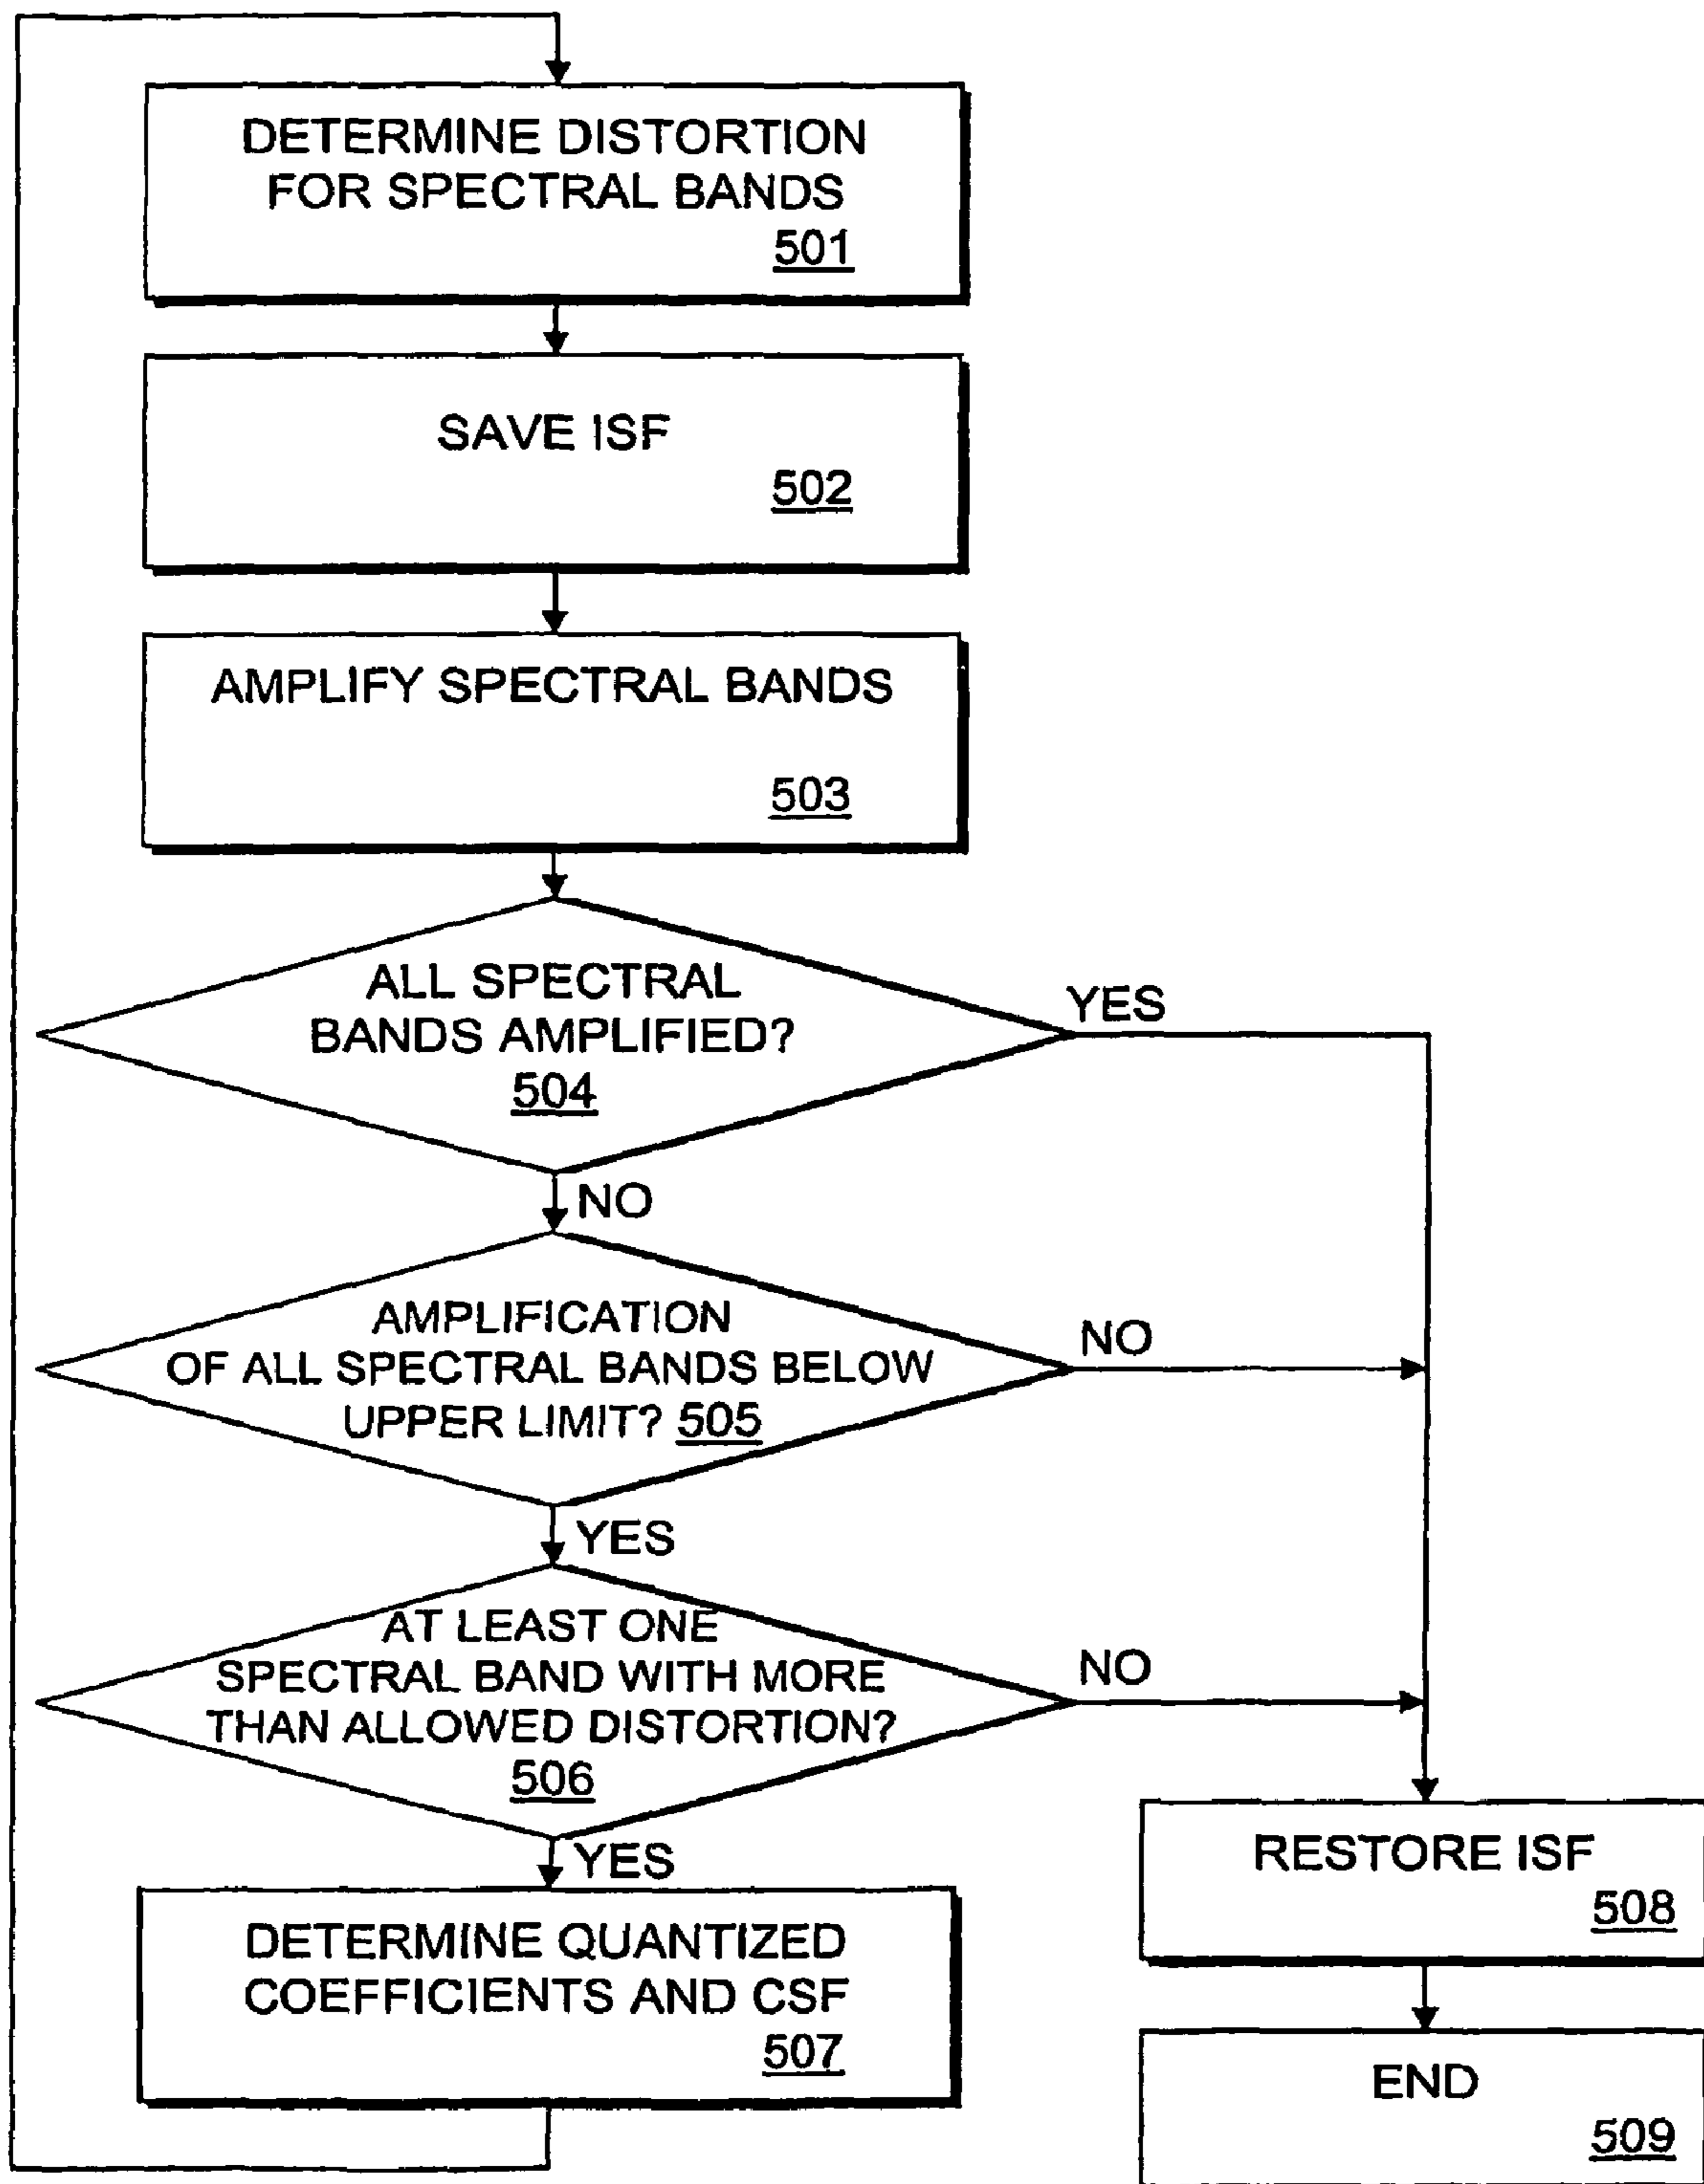 DETERMINE DISTORTION
FOR SPECTRAL BANDS
501
SAVE ISF
502
AMPLIFY SPECTRAL BANDS
503
ALL SPECTRAL
BANDS AMPLIFIED?
504
YES
NO
AMPLIFICATION
OF ALL SPECTRAL BANDS BELOW
UPPER LIMIT? 505
NO
YES
AT LEAST ONE
SPECTRAL BAND WITH MORE
THAN ALLOWED DISTORTION?
506
NO
YES
DETERMINE QUANTIZED
COEFFICIENTS AND CSF
507
RESTORE ISF
508
END
509